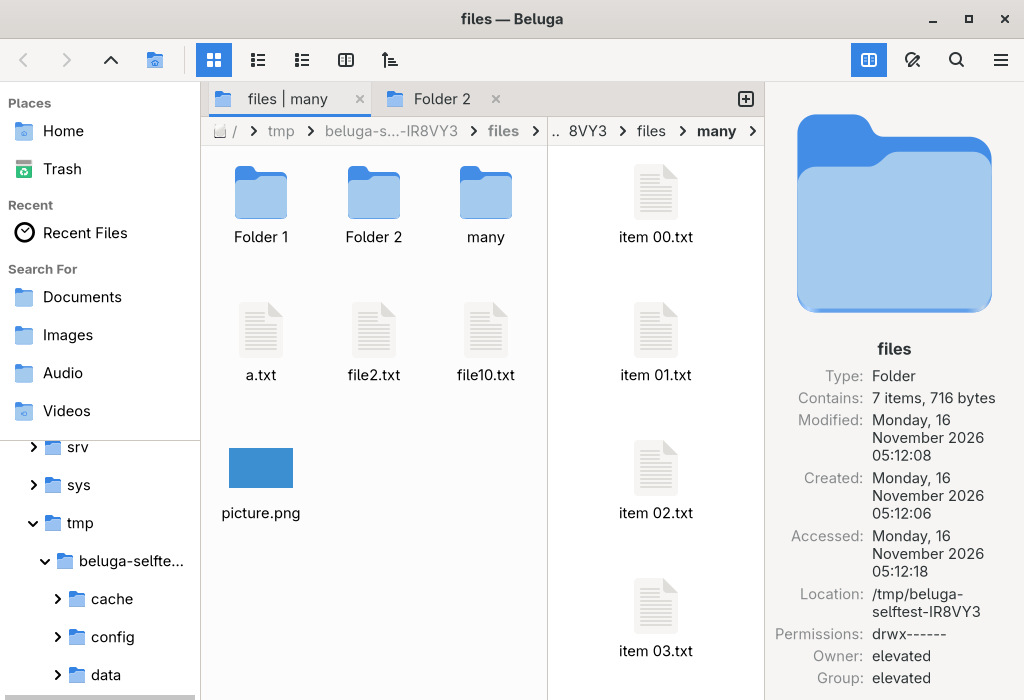 files — Beluga
Places
Home
Trash
Recent
Recent Files
Search For
Documents
Images
Audio
Videos
srv
sys
tmp
beluga-selfte...
cache
config
data
files | many
Folder 2
/ tmp beluga-s...-IR8VY3 files
.. 8VY3 files many
Folder 1 Folder 2 many
a.txt file2.txt file10.txt
picture.png
item 00.txt
item 01.txt
item 02.txt
item 03.txt
files
Type: Folder
Contains: 7 items, 716 bytes
Modified: Monday, 16
November 2026
05:12:08
Created: Monday, 16
November 2026
05:12:06
Accessed: Monday, 16
November 2026
05:12:18
Location: /tmp/beluga-
selftest-IR8VY3
Permissions: drwx------
Owner: elevated
Group: elevated